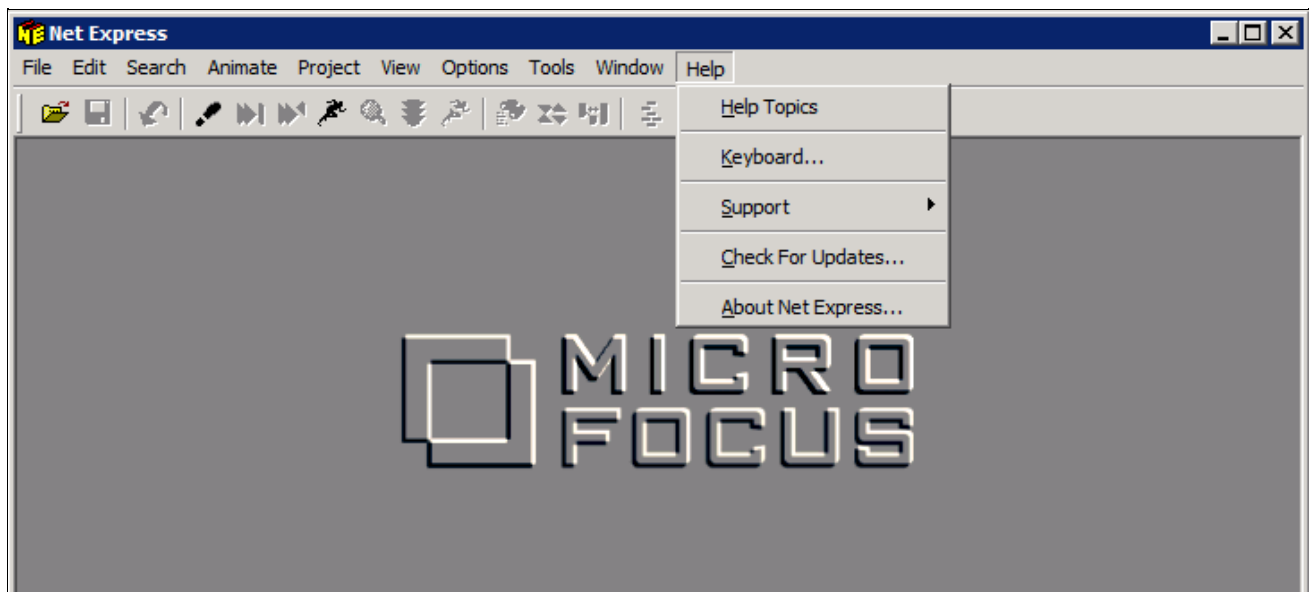 Net Express
File Edit Search Animate Project View Options Tools Window Help
Help Topics
Keyboard...
Support
Check For Updates...
About Net Express...
MICRO
FOCUS